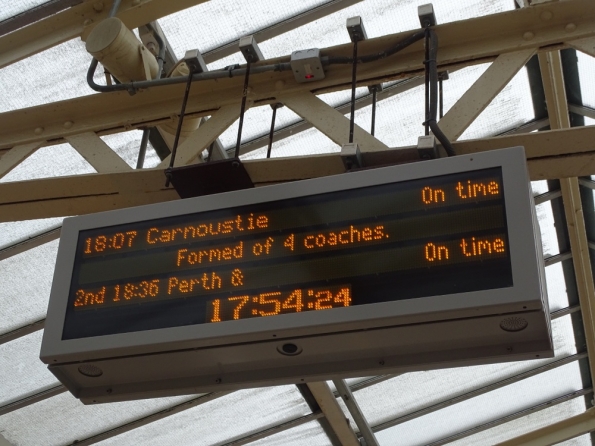 18:07 Carnoustie On time
Formed of 4 coaches.
2nd 18:36 Perth & On time
17:54:24